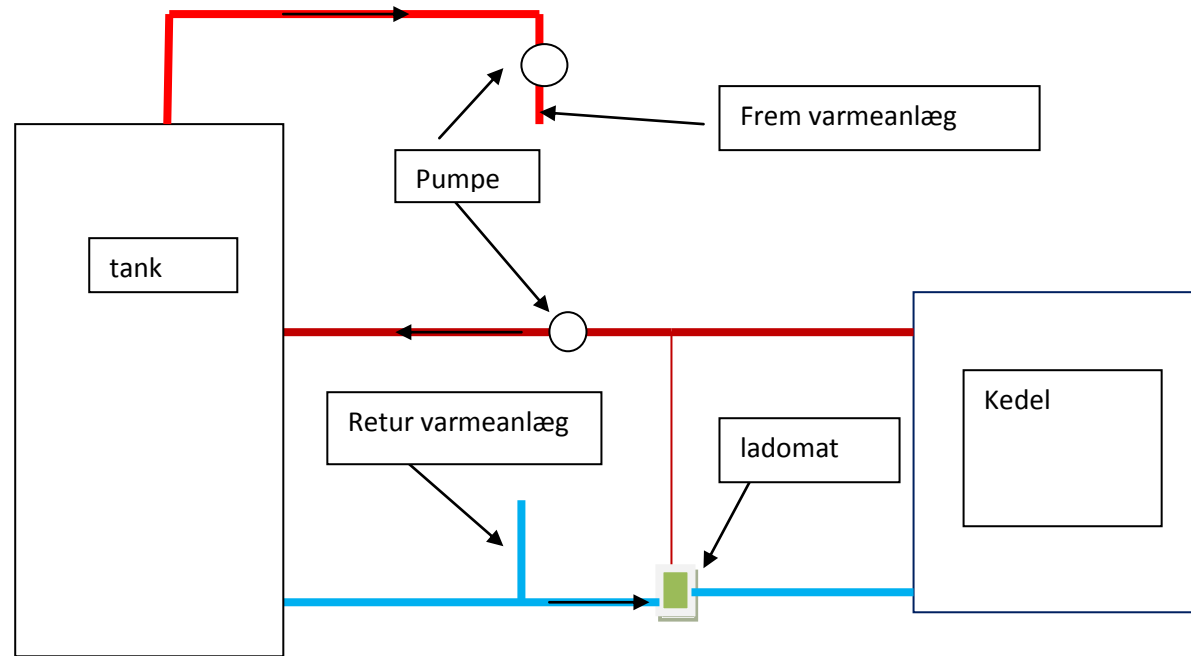 Frem varmeanlæg
Pumpe
tank
Retur varmeanlæg
ladomat
Kedel